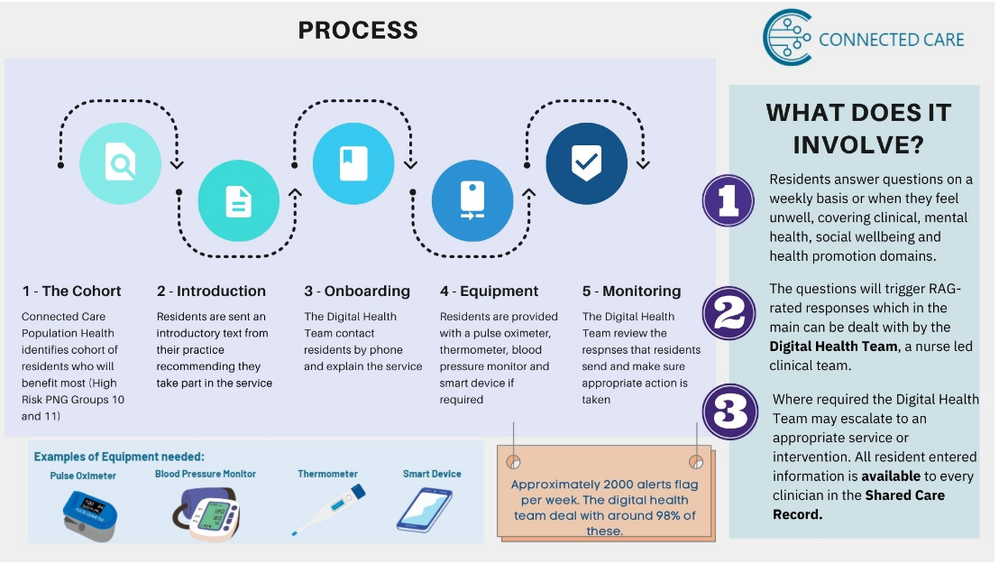 PROCESS
CONNECTED CARE
1 - The Cohort
Connected Care
Population Health
identifies cohort of
residents who will
benefit most (High
Risk PNG Groups 10
and 11)
2 - Introduction
Residents are sent an
introductory text from
their practice
recommending they
take part in the service
3 - Onboarding
The Digital Health
Team contact
residents by phone
and explain the service
4 - Equipment
Residents are provided
with a pulse oximeter,
thermometer, blood
pressure monitor and
smart device if
required
5 - Monitoring
The Digital Health
Team review the
respnses that residents
send and make sure
appropriate action is
taken
Examples of Equipment needed:
Pulse Oximeter
Blood Pressure Monitor
Thermometer
Smart Device
Approximately 2000 alerts flag
per week. The digital health
team deal with around 98% of
these.
WHAT DOES IT
INVOLVE?
1
Residents answer questions on a
weekly basis or when they feel
unwell, covering clinical, mental
health, social wellbeing and
health promotion domains.
2
The questions will trigger RAG-
rated responses which in the
main can be dealt with by the
Digital Health Team, a nurse led
clinical team.
3
Where required the Digital Health
Team may escalate to an
appropriate service or
intervention. All resident entered
information is available to every
clinician in the Shared Care
Record.